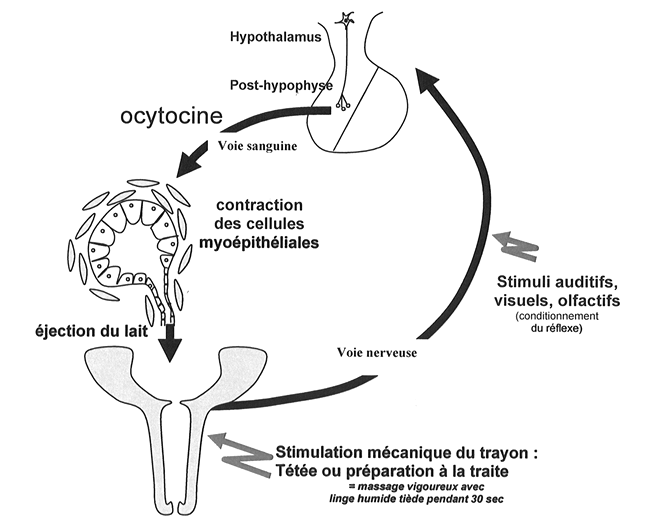 Hypothalamus
Post-hypophyse
ocytocine
Voie sanguine
contraction
des cellules
myoépithéliales
Stimuli auditifs,
visuels, olfactifs
(conditionnement
du réflexe)
éjection du lait
Voie nerveuse
Stimulation mécanique du trayon :
Tétée ou préparation à la traite
= massage vigoureux avec
linge humide tiède pendant 30 sec